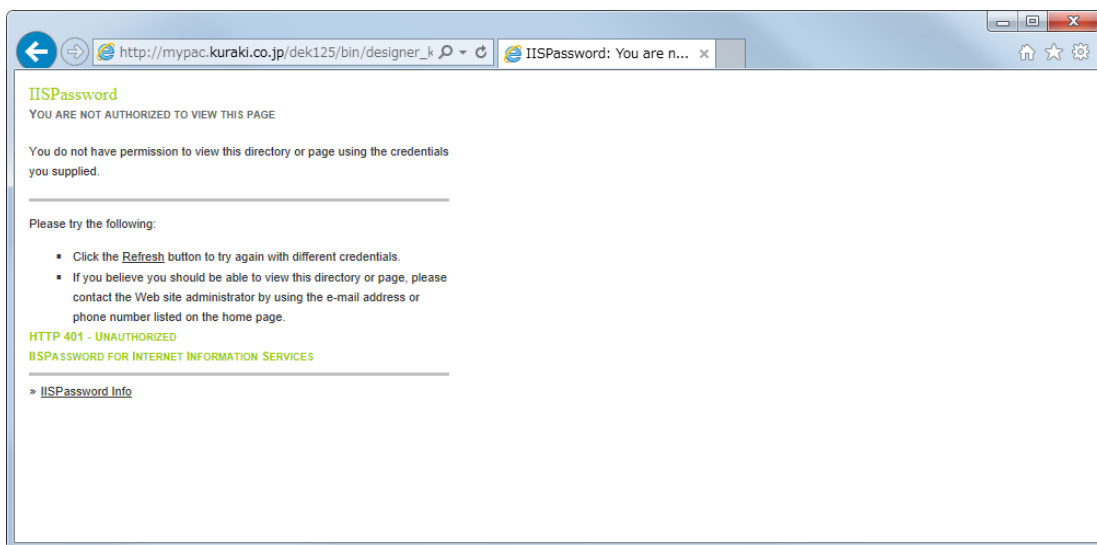 http://mypac.kuraki.co.jp/dek125/bin/designer_k
IISPassword: You are n...
IISPassword
YOU ARE NOT AUTHORIZED TO VIEW THIS PAGE
You do not have permission to view this directory or page using the credentials
you supplied.
Please try the following:
▪ Click the Refresh button to try again with different credentials.
▪ If you believe you should be able to view this directory or page, please
contact the Web site administrator by using the e-mail address or
phone number listed on the home page.
HTTP 401 - UNAUTHORIZED
IISPASSWORD FOR INTERNET INFORMATION SERVICES
» IISPassword Info